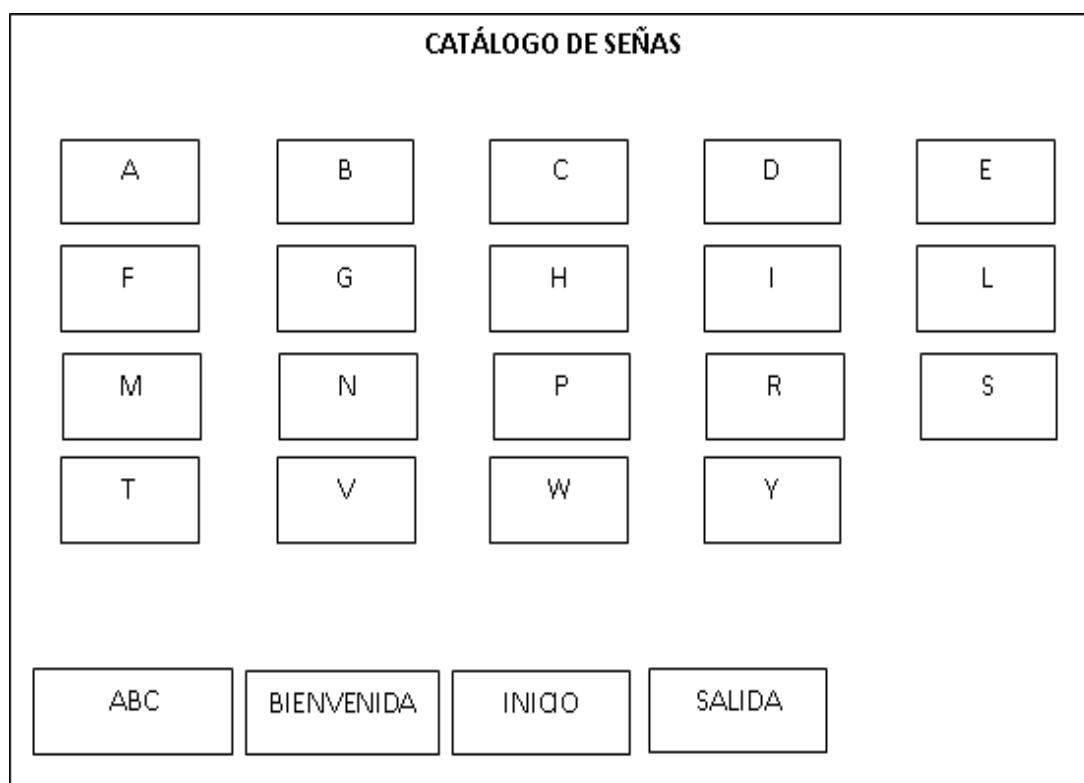 CATÁLOGO DE SEÑAS
A B C D E
F G H I L
M N P R S
T V W Y
ABC BIENVENIDA INICIO SALIDA